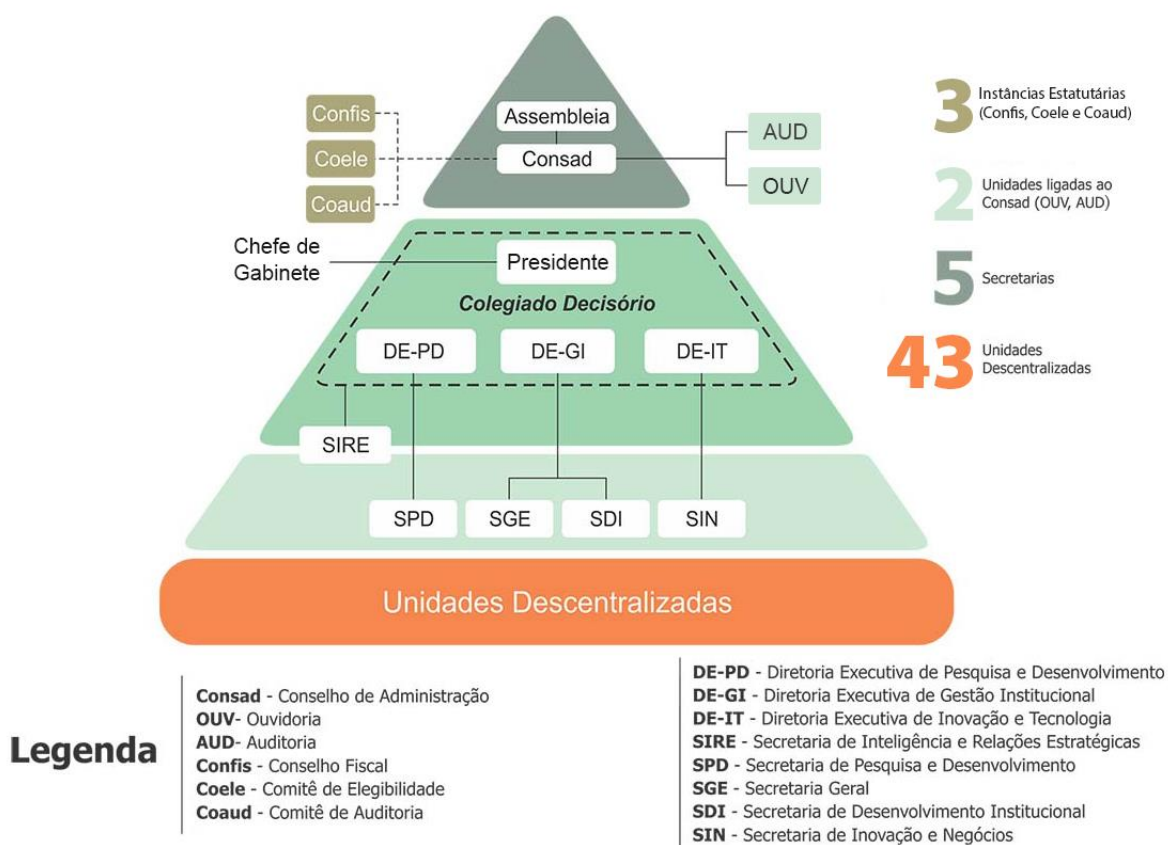 Assembleia
Consad
Confis
Coele
Coaud
AUD
OUV
Chefe de
Gabinete
Presidente
Colegiado Decisório
DE-PD
DE-GI
DE-IT
SIRE
SPD
SGE
SDI
SIN
Unidades Descentralizadas
3 Instâncias Estatutárias
(Confis, Coele e Coaud)
2 Unidades ligadas ao
Consad (OUV, AUD)
5 Secretarias
43 Unidades
Descentralizadas
Legenda
Consad - Conselho de Administração
OUV- Ouvidoria
AUD- Auditoria
Confis - Conselho Fiscal
Coele - Comitê de Elegibilidade
Coaud - Comitê de Auditoria
DE-PD - Diretoria Executiva de Pesquisa e Desenvolvimento
DE-GI - Diretoria Executiva de Gestão Institucional
DE-IT - Diretoria Executiva de Inovação e Tecnologia
SIRE - Secretaria de Inteligência e Relações Estratégicas
SPD - Secretaria de Pesquisa e Desenvolvimento
SGE - Secretaria Geral
SDI - Secretaria de Desenvolvimento Institucional
SIN - Secretaria de Inovação e Negócios